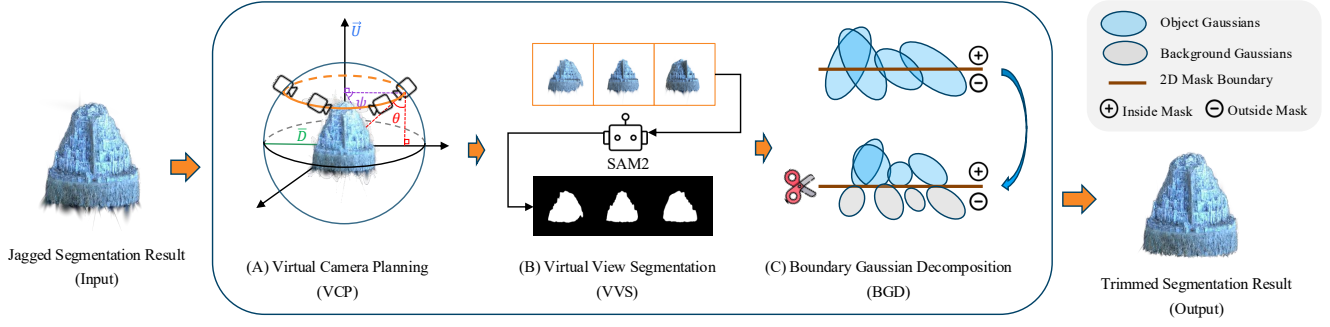 Jagged Segmentation Result
(Input)
U
ψ
θ
D
(A) Virtual Camera Planning
(VCP)
SAM2
(B) Virtual View Segmentation
(VVS)
+
−
+
−
(C) Boundary Gaussian Decomposition
(BGD)
Object Gaussians
Background Gaussians
2D Mask Boundary
+ Inside Mask − Outside Mask
Trimmed Segmentation Result
(Output)